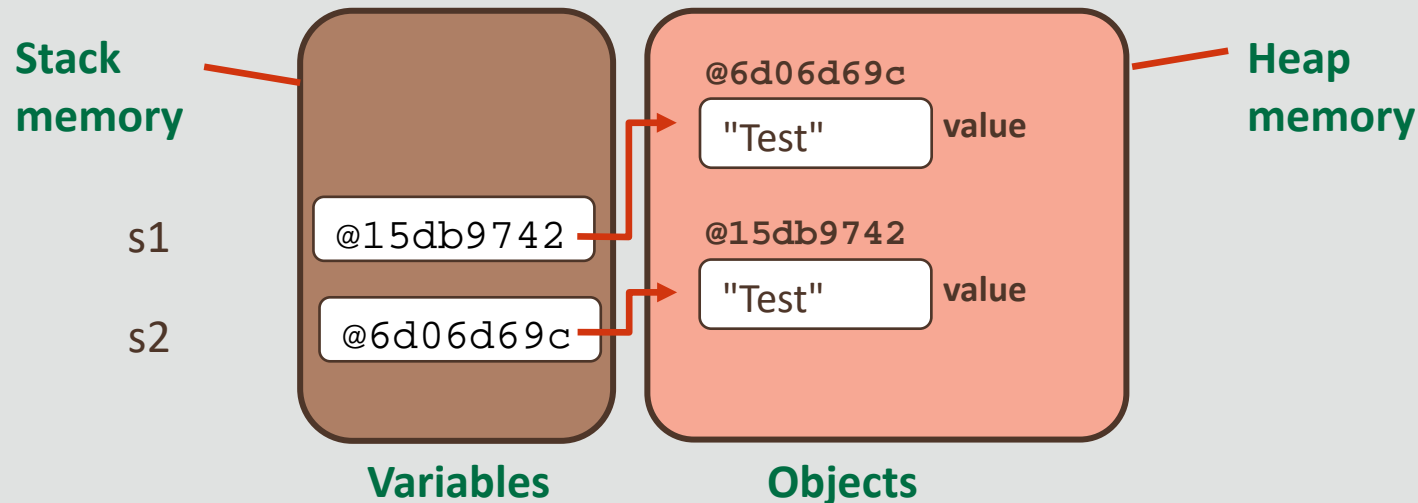 Stack
memory
s1
s2
@15db9742
@6d06d69c
Variables
@6d06d69c
"Test" value
@15db9742
"Test" value
Objects
Heap
memory